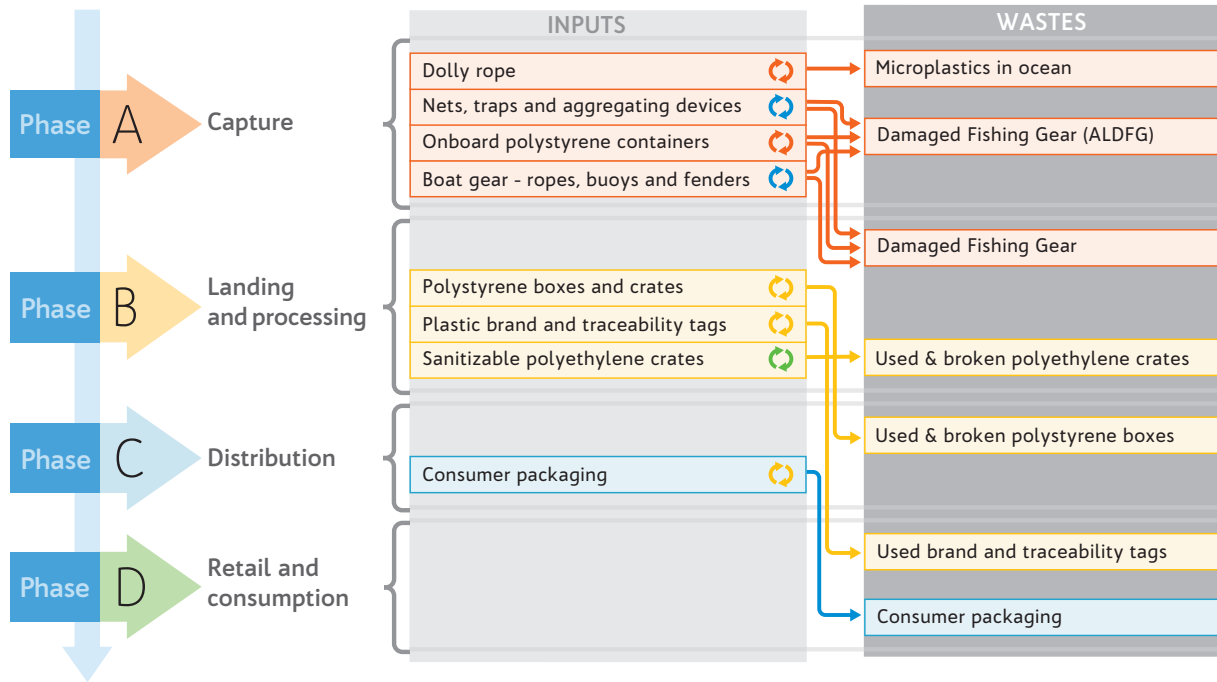 INPUTS
WASTES
Phase A
Capture
Dolly rope
Nets, traps and aggregating devices
Onboard polystyrene containers
Boat gear - ropes, buoys and fenders
Microplastics in ocean
Damaged Fishing Gear (ALDFG)
Damaged Fishing Gear
Phase B
Landing
and processing
Polystyrene boxes and crates
Plastic brand and traceability tags
Sanitizable polyethylene crates
Used & broken polyethylene crates
Phase C
Distribution
Consumer packaging
Used & broken polystyrene boxes
Phase D
Retail and
consumption
Used brand and traceability tags
Consumer packaging